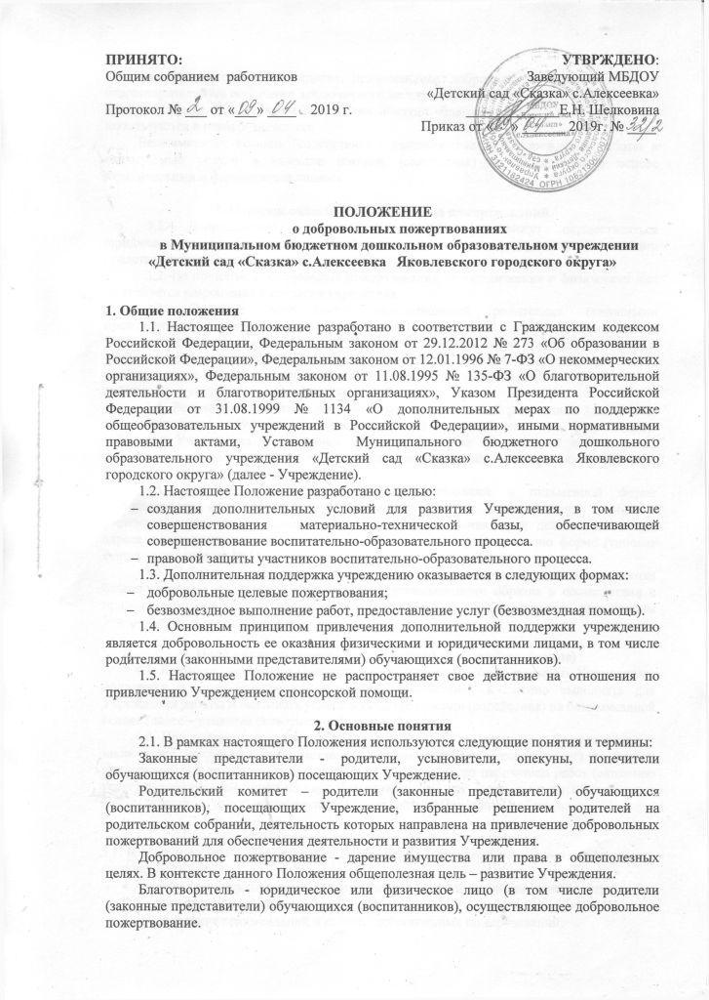 ПРИНЯТО: УТВРЖДЕНО:
Общим собранием работников Заведующий МБДОУ
«Детский сад «Сказка» с.Алексеевка»
Протокол № 2 от «09» 04. 2019 г. Е.Н. Шелковина
Приказ от « » 2019г. № 32/2
ПОЛОЖЕНИЕ
о добровольных пожертвованиях
в Муниципальном бюджетном дошкольном образовательном учреждении
«Детский сад «Сказка» с.Алексеевка Яковлевского городского округа»
1. Общие положения
1.1. Настоящее Положение разработано в соответствии с Гражданским кодексом
Российской Федерации, Федеральным законом от 29.12.2012 № 273 «Об образовании в
Российской Федерации», Федеральным законом от 12.01.1996 № 7-ФЗ «О некоммерческих
организациях», Федеральным законом от 11.08.1995 № 135-ФЗ «О благотворительной
деятельности и благотворительных организациях», Указом Президента Российской
Федерации от 31.08.1999 № 1134 «О дополнительных мерах по поддержке
общеобразовательных учреждений в Российской Федерации», иными нормативными
правовыми актами, Уставом Муниципального бюджетного дошкольного
образовательного учреждения «Детский сад «Сказка» с.Алексеевка Яковлевского
городского округа» (далее - Учреждение).
1.2. Настоящее Положение разработано с целью:
– создания дополнительных условий для развития Учреждения, в том числе
совершенствования материально-технической базы, обеспечивающей
совершенствование воспитательно-образовательного процесса.
– правовой защиты участников воспитательно-образовательного процесса.
1.3. Дополнительная поддержка учреждению оказывается в следующих формах:
– добровольные целевые пожертвования;
– безвозмездное выполнение работ, предоставление услуг (безвозмездная помощь).
1.4. Основным принципом привлечения дополнительной поддержки учреждению
является добровольность ее оказания физическими и юридическими лицами, в том числе
родителями (законными представителями) обучающихся (воспитанников).
1.5. Настоящее Положение не распространяет свое действие на отношения по
привлечению Учреждением спонсорской помощи.
2. Основные понятия
2.1. В рамках настоящего Положения используются следующие понятия и термины:
Законные представители - родители, усыновители, опекуны, попечители
обучающихся (воспитанников) посещающих Учреждение.
Родительский комитет – родители (законные представители) обучающихся
(воспитанников), посещающих Учреждение, избранные решением родителей на
родительском собрании, деятельность которых направлена на привлечение добровольных
пожертвований для обеспечения деятельности и развития Учреждения.
Добровольное пожертвование - дарение имущества или права в общеполезных
целях. В контексте данного Положения общеполезная цель – развитие Учреждения.
Благотворитель - юридическое или физическое лицо (в том числе родители
(законные представители) обучающихся (воспитанников), осуществляющее добровольное
пожертвование.